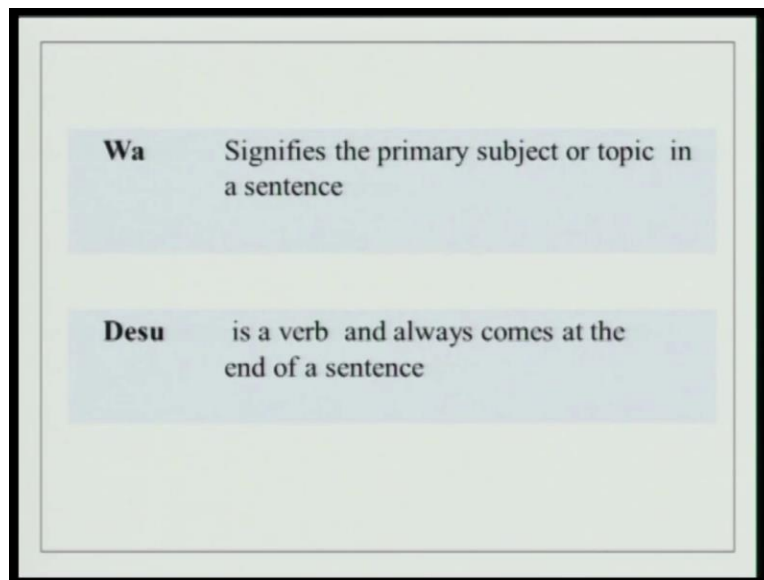 Wa Signifies the primary subject or topic in
a sentence
Desu is a verb and always comes at the
end of a sentence